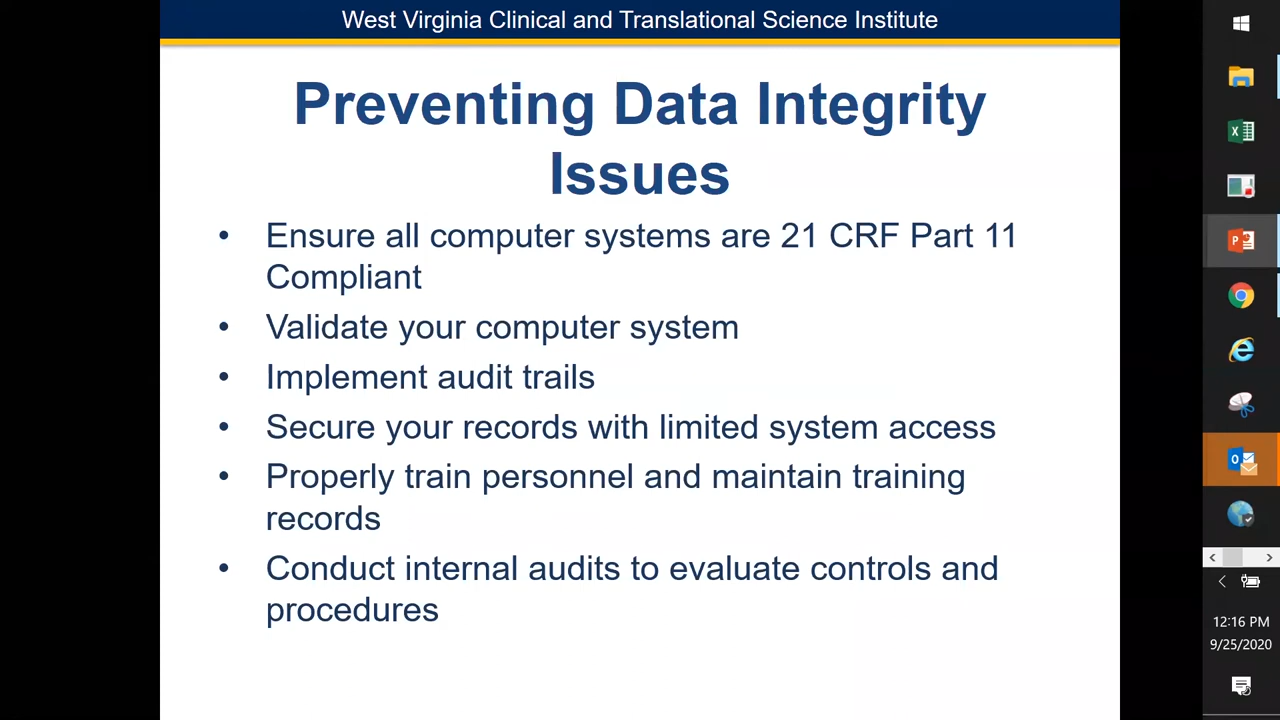 West Virginia Clinical and Translational Science Institute
Preventing Data Integrity
Issues
• Ensure all computer systems are 21 CRF Part 11
Compliant
• Validate your computer system
• Implement audit trails
• Secure your records with limited system access
• Properly train personnel and maintain training
records
• Conduct internal audits to evaluate controls and
procedures
12:16 PM
9/25/2020